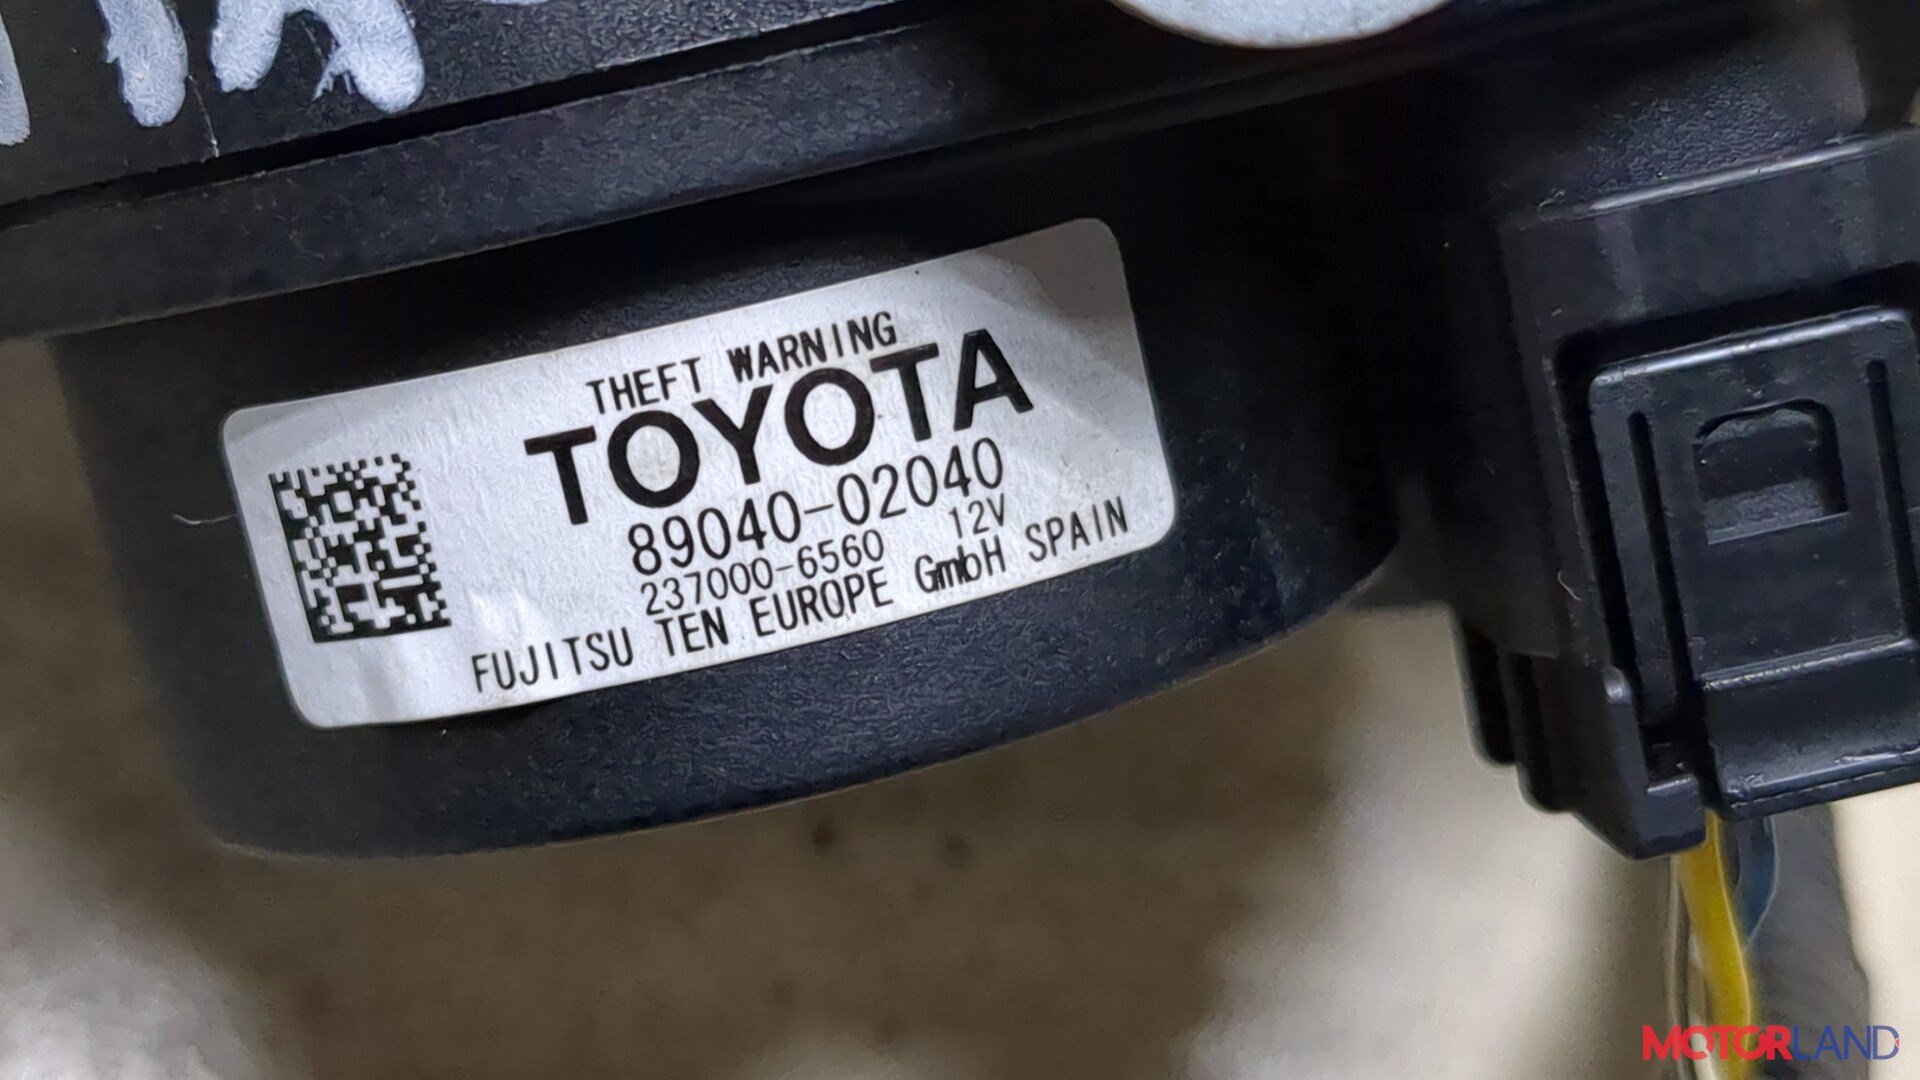 THEFT WARNING
TOYOTA
89040-02040
237000-6560 12V
FUJITSU TEN EUROPE GmbH SPAIN
MOTORLAND